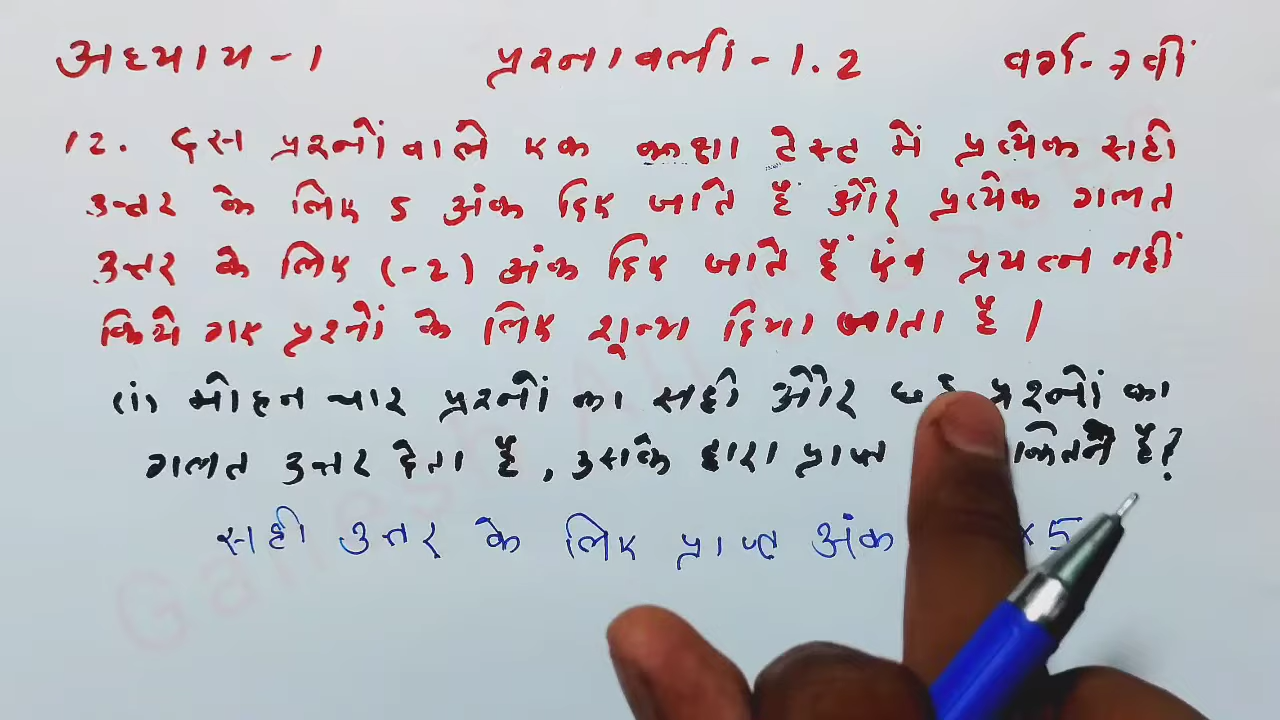 अध्याय-1 प्रश्नावली-1.2 वर्ग-7वीं
12. दस प्रश्नों वाले एक कक्षा टेस्ट में प्रत्येक सही
उत्तर के लिए 5 अंक दिए जाते हैं और प्रत्येक गलत
उत्तर के लिए (-2) अंक दिए जाते हैं एंव प्रयत्न नहीं
किये गए प्रश्नों के लिए शून्य दिया जाता है।
(i) मोहन चार प्रश्नों का सही और प्रश्नों का
गलत उत्तर देता है, उसके द्वारा प्राप्त कितने है?
सही उत्तर के लिए प्राप्त अंक × 5